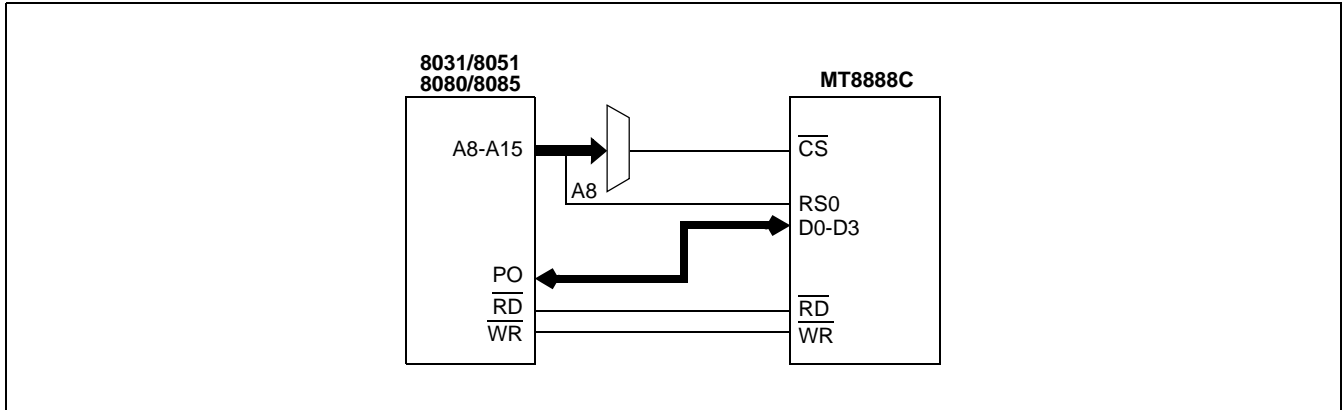 8031/8051
8080/8085
A8-A15
A8
PO
RD
WR
MT8888C
CS
RS0
D0-D3
RD
WR